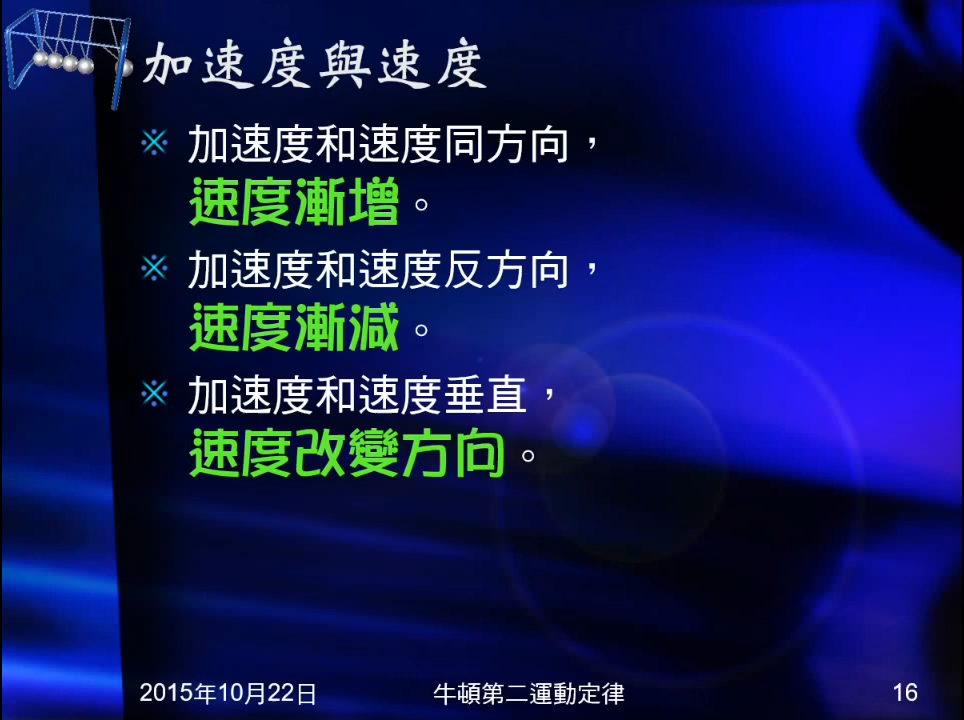 加速度與速度
※ 加速度和速度同方向，
速度漸增。
※ 加速度和速度反方向，
速度漸減。
※ 加速度和速度垂直，
速度改變方向。
2015年10月22日 牛頓第二運動定律 16